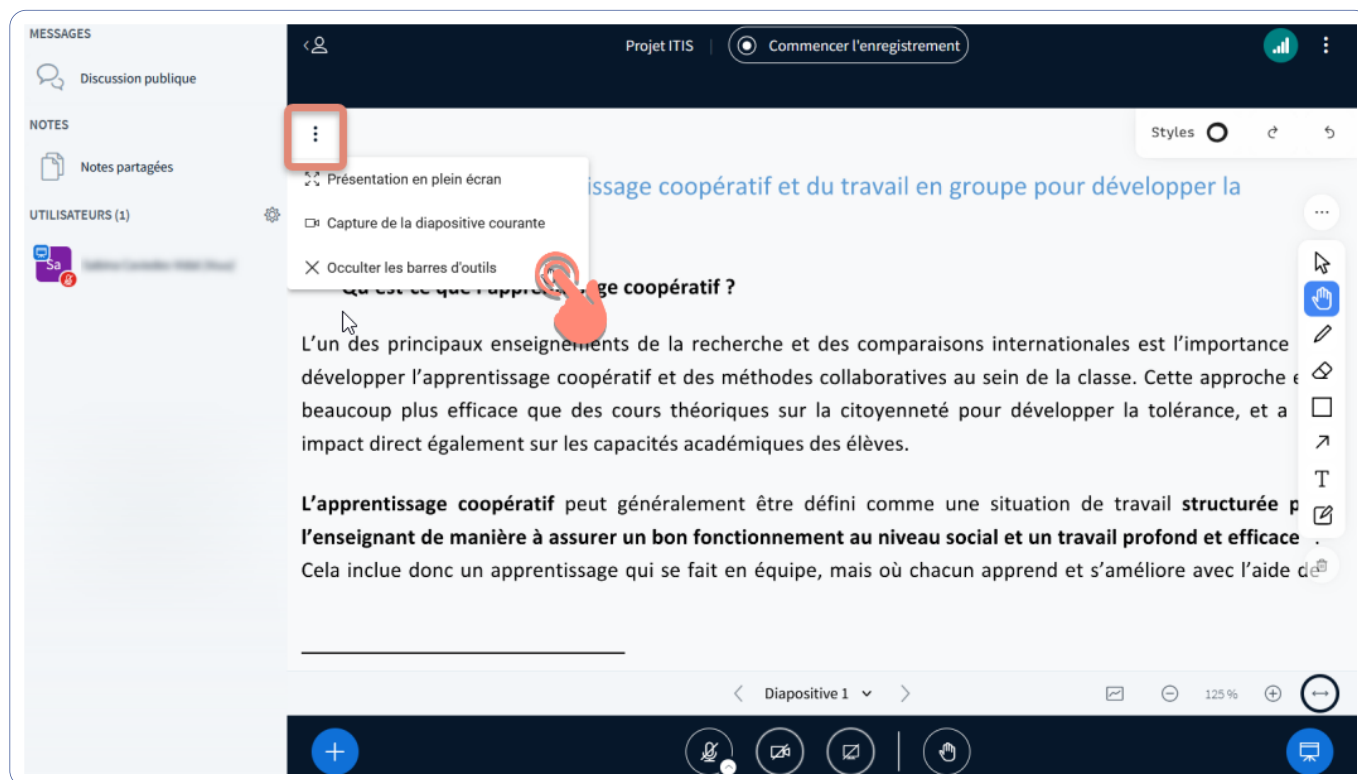 MESSAGES
Discussion publique
NOTES
Notes partagées
UTILISATEURS (1)
Sa
Projet ITIS
Commencer l'enregistrement
Styles
Présentation en plein écran
Capture de la diapositive courante
Occulter les barres d'outils
issage coopératif et du travail en groupe pour développer la
ge coopératif ?
L'un des principaux enseignements de la recherche et des comparaisons internationales est l'importance
développer l'apprentissage coopératif et des méthodes collaboratives au sein de la classe. Cette approche e
beaucoup plus efficace que des cours théoriques sur la citoyenneté pour développer la tolérance, et a
impact direct également sur les capacités académiques des élèves.
L'apprentissage coopératif peut généralement être défini comme une situation de travail structurée p
l'enseignant de manière à assurer un bon fonctionnement au niveau social et un travail profond et efficace
Cela inclue donc un apprentissage qui se fait en équipe, mais où chacun apprend et s'améliore avec l'aide de
T
Diapositive 1
125 %